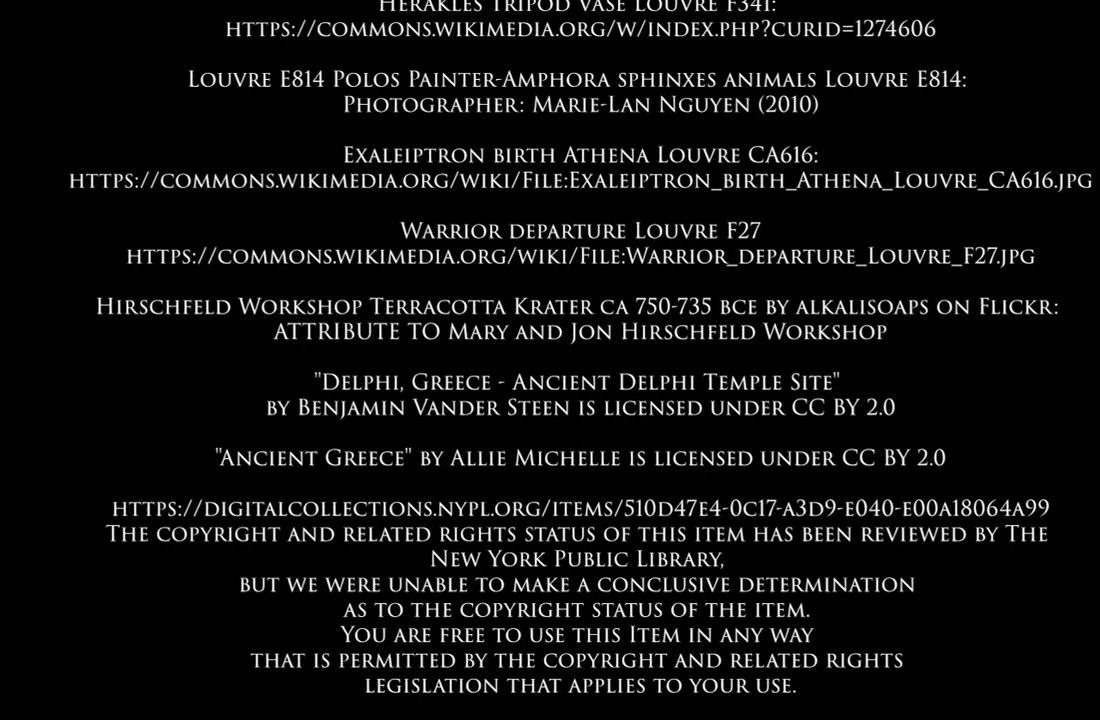 Herakles tripod vase Louvre F341:
https://commons.wikimedia.org/w/index.php?curid=1274606
Louvre E814 Polos Painter-Amphora sphinxes animals Louvre E814:
Photographer: Marie-Lan Nguyen (2010)
Exaleiptron birth Athena Louvre CA616:
https://commons.wikimedia.org/wiki/File:Exaleiptron_birth_Athena_Louvre_CA616.jpg
Warrior departure Louvre F27
https://commons.wikimedia.org/wiki/File:Warrior_departure_Louvre_F27.jpg
Hirschfeld Workshop Terracotta Krater ca 750-735 bce by alkalisoaps on Flickr:
ATTRIBUTE TO Mary and Jon Hirschfeld Workshop
"Delphi, Greece - Ancient Delphi Temple Site"
by Benjamin Vander Steen is licensed under CC BY 2.0
"Ancient Greece" by Allie Michelle is licensed under CC BY 2.0
https://digitalcollections.nypl.org/items/510d47e4-0c17-a3d9-e040-e00a18064a99
The copyright and related rights status of this item has been reviewed by The
New York Public Library,
but we were unable to make a conclusive determination
as to the copyright status of the item.
You are free to use this Item in any way
that is permitted by the copyright and related rights
legislation that applies to your use.